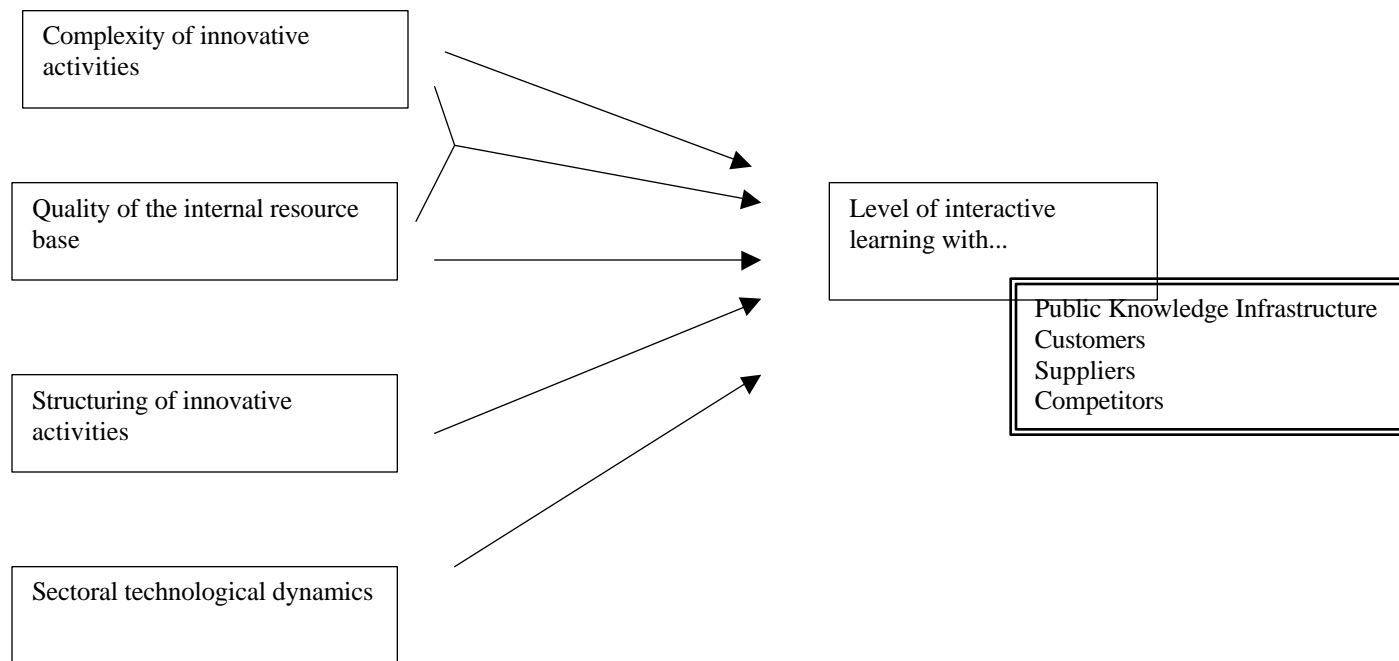 Complexity of innovative
activities
Quality of the internal resource
base
Level of interactive
learning with...
Public Knowledge Infrastructure
Customers
Suppliers
Competitors
Structuring of innovative
activities
Sectoral technological dynamics